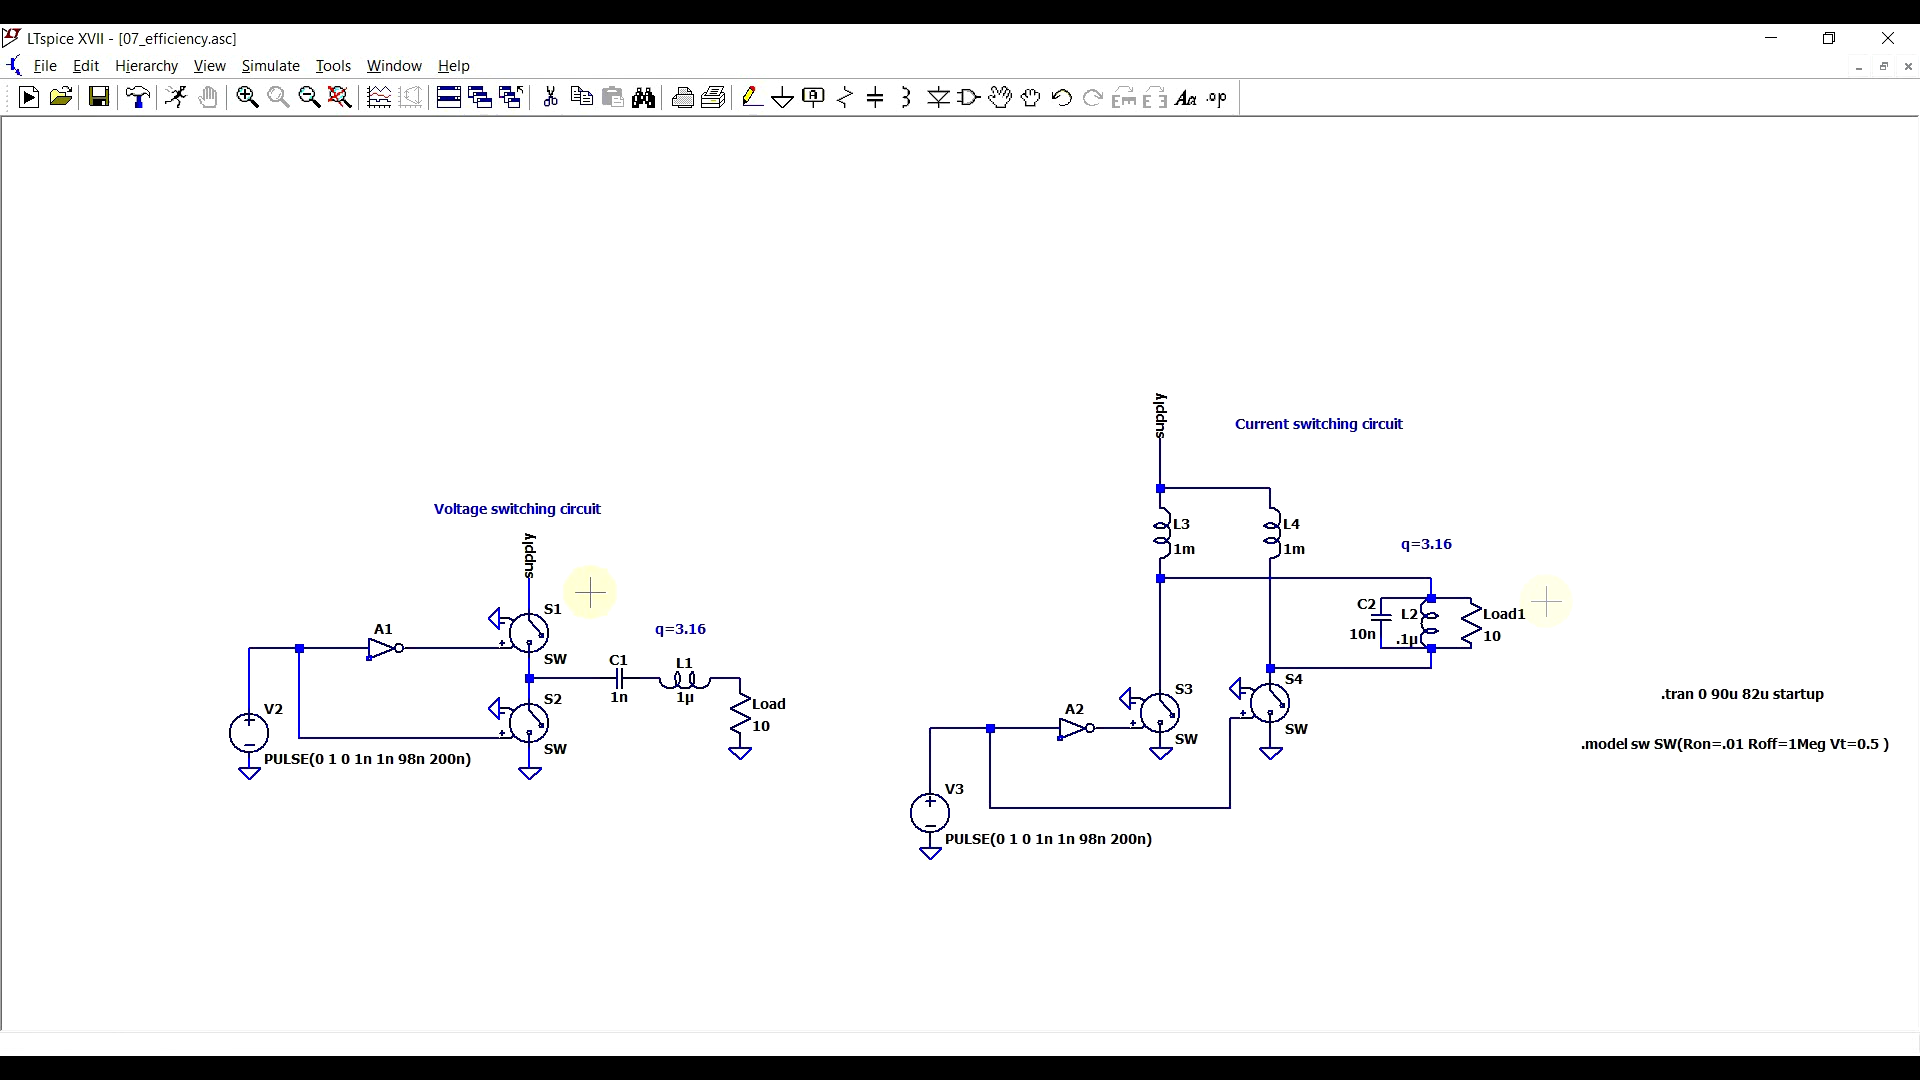 LTspice XVII - [07_efficiency.asc]
File Edit Hierarchy View Simulate Tools Window Help
A Aa .op
supply
Current switching circuit
Voltage switching circuit
supply
L3
1m
L4
1m
q=3.16
S1
SW
A1
q=3.16
C1
1n
L1
1µ
C2
10n
L2
.1µ
Load1
10
V2
S2
SW
Load
10
PULSE(0 1 0 1n 1n 98n 200n)
S3
SW
S4
SW
A2
.tran 0 90u 82u startup
.model sw SW(Ron=.01 Roff=1Meg Vt=0.5 )
V3
PULSE(0 1 0 1n 1n 98n 200n)